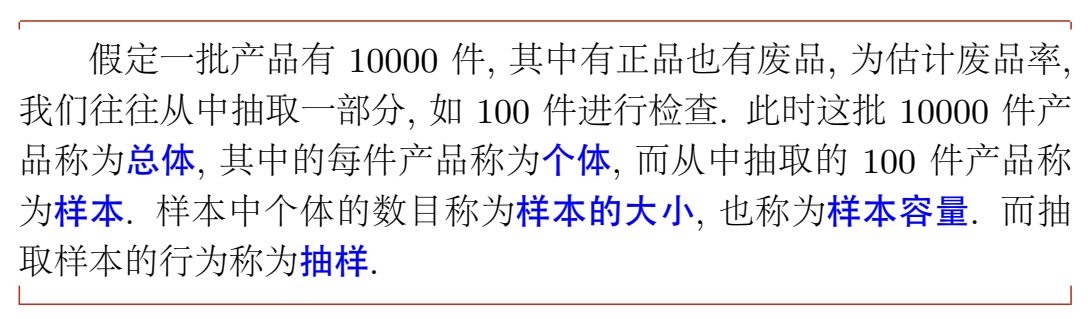 假定一批产品有 10000 件, 其中有正品也有废品, 为估计废品率,
我们往往从中抽取一部分, 如 100 件进行检查. 此时这批 10000 件产
品称为总体, 其中的每件产品称为个体, 而从中抽取的 100 件产品称
为样本. 样本中个体的数目称为样本的大小, 也称为样本容量. 而抽
取样本的行为称为抽样.